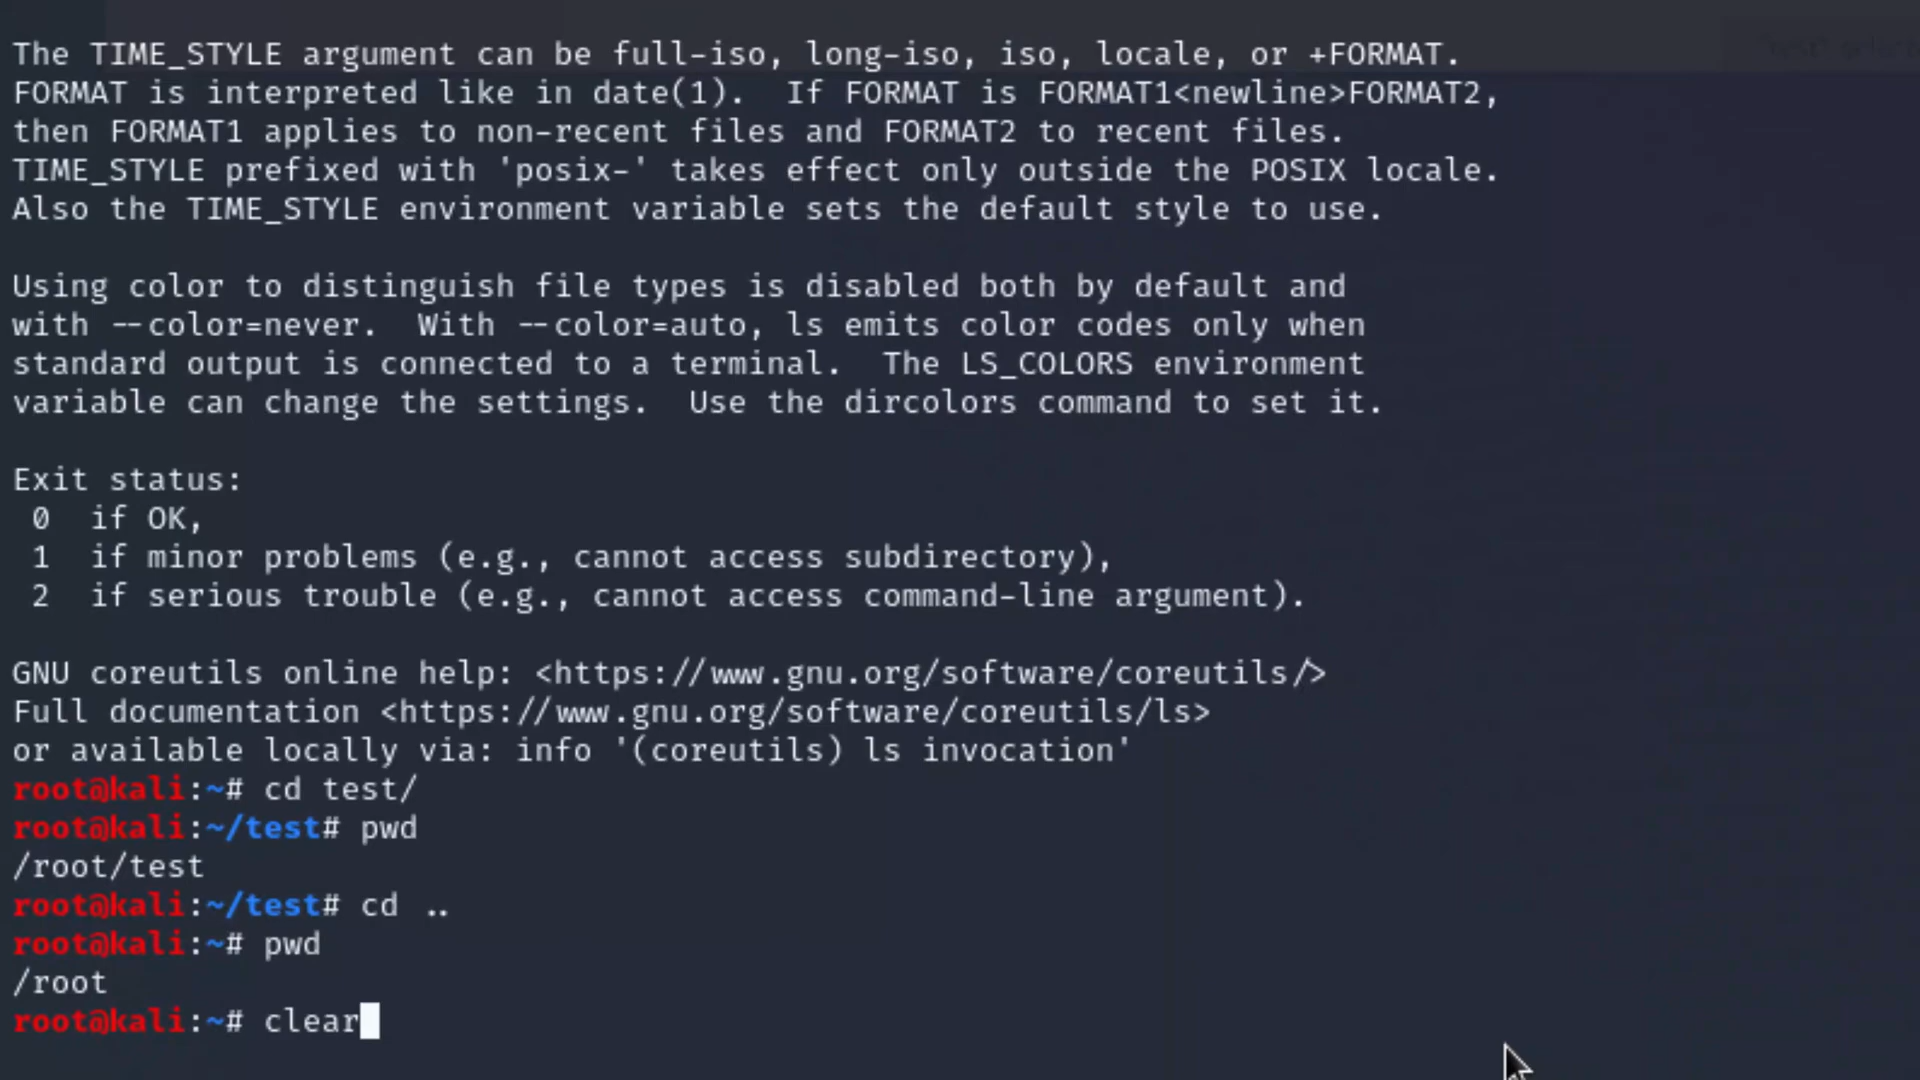 The TIME_STYLE argument can be full-iso, long-iso, iso, locale, or +FORMAT.
FORMAT is interpreted like in date(1).  If FORMAT is FORMAT1<newline>FORMAT2,
then FORMAT1 applies to non-recent files and FORMAT2 to recent files.
TIME_STYLE prefixed with 'posix-' takes effect only outside the POSIX locale.
Also the TIME_STYLE environment variable sets the default style to use.

Using color to distinguish file types is disabled both by default and
with --color=never.  With --color=auto, ls emits color codes only when
standard output is connected to a terminal.  The LS_COLORS environment
variable can change the settings.  Use the dircolors command to set it.

Exit status:
 0  if OK,
 1  if minor problems (e.g., cannot access subdirectory),
 2  if serious trouble (e.g., cannot access command-line argument).

GNU coreutils online help: <https://www.gnu.org/software/coreutils/>
Full documentation <https://www.gnu.org/software/coreutils/ls>
or available locally via: info '(coreutils) ls invocation'
root@kali:~# cd test/
root@kali:~/test# pwd
/root/test
root@kali:~/test# cd ..
root@kali:~# pwd
/root
root@kali:~# clear